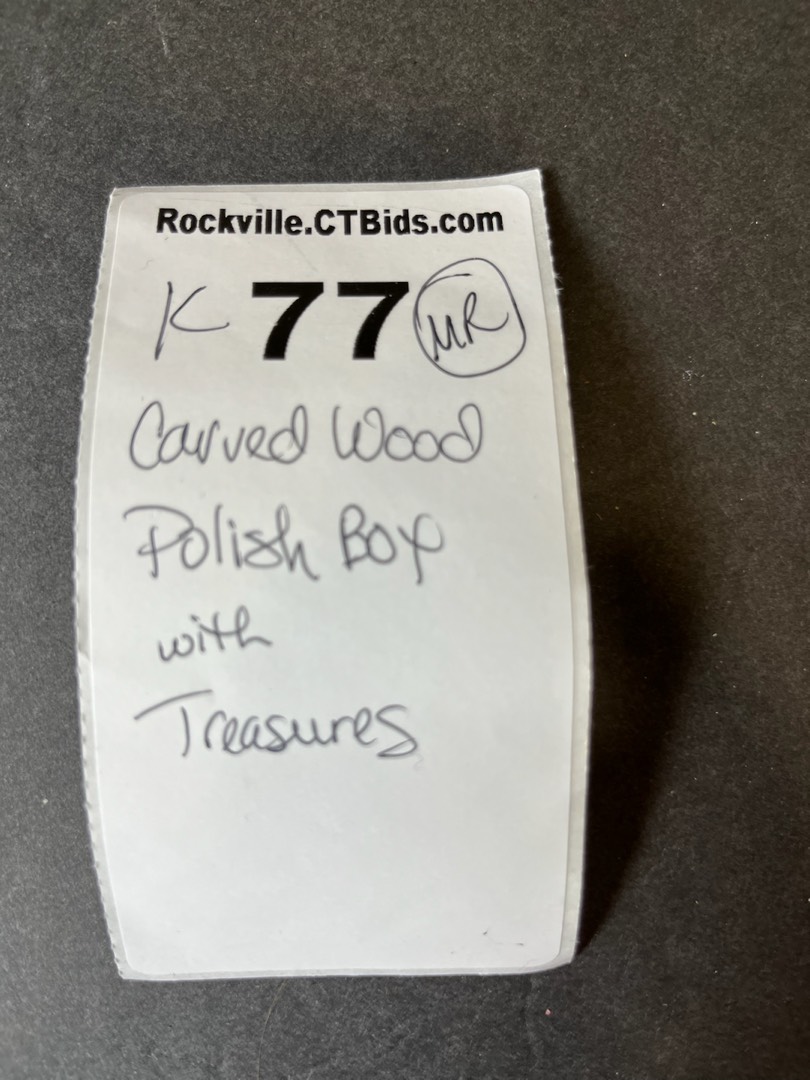 Rockville.CTBids.com
K 77 MR
Carved Wood
Polish Box
with
Treasures